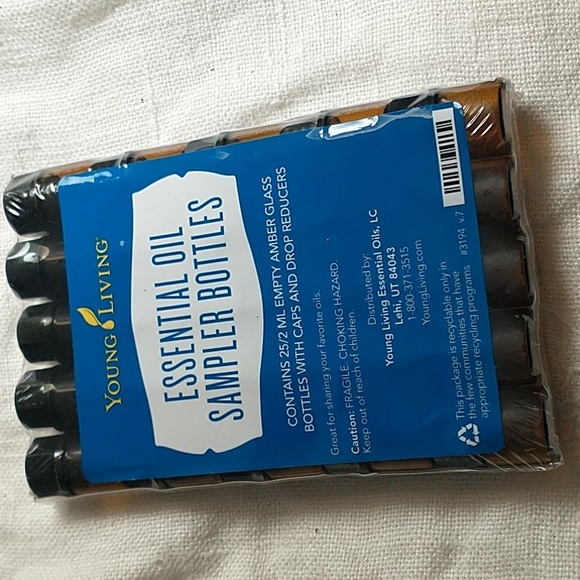 YOUNG LIVING
ESSENTIAL OIL
SAMPLER BOTTLES
CONTAINS 25/2 ML EMPTY AMBER GLASS
BOTTLES WITH CAPS AND DROP REDUCERS
Great for sharing your favorite oils.
Caution: FRAGILE. CHOKING HAZARD.
Keep out of reach of children.
Distributed by:
Young Living Essential Oils, LC
Lehi, UT 84043
1-800-371-3515
YoungLiving.com
This package is recyclable only in
the few communities that have
appropriate recycling programs
#3194 v.7